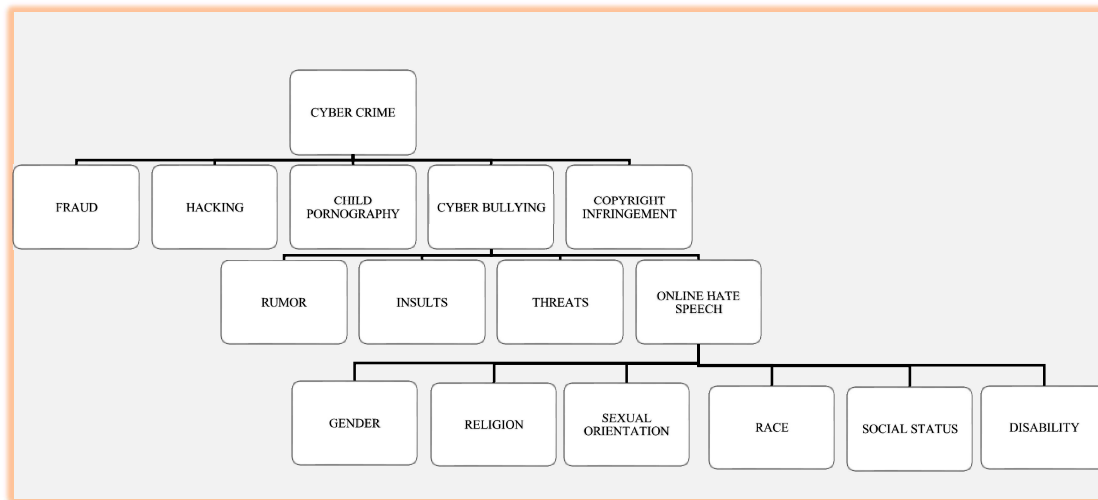 CYBER CRIME
FRAUD
HACKING
CHILD
PORNOGRAPHY
CYBER BULLYING
COPYRIGHT
INFRINGEMENT
RUMOR
INSULTS
THREATS
ONLINE HATE
SPEECH
GENDER
RELIGION
SEXUAL
ORIENTATION
RACE
SOCIAL STATUS
DISABILITY